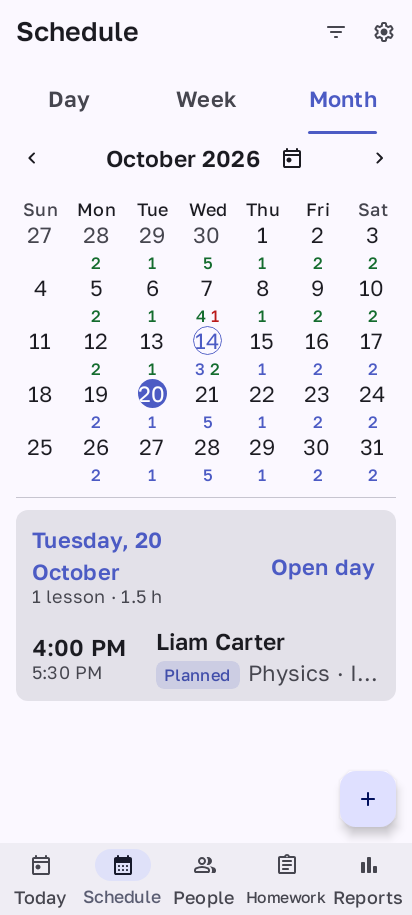 Schedule
Day Week Month
October 2026
Sun Mon Tue Wed Thu Fri Sat
27 28 29 30 1 2 3
2 1 5 1 2 2
4 5 6 7 8 9 10
2 1 4 1 1 2 2
11 12 13 14 15 16 17
2 1 3 2 1 2 2
18 19 20 21 22 23 24
2 1 5 1 2 2
25 26 27 28 29 30 31
2 1 5 1 2 2
Tuesday, 20
October
Open day
1 lesson · 1.5 h
4:00 PM Liam Carter
5:30 PM Planned Physics · I...
Today Schedule People Homework Reports